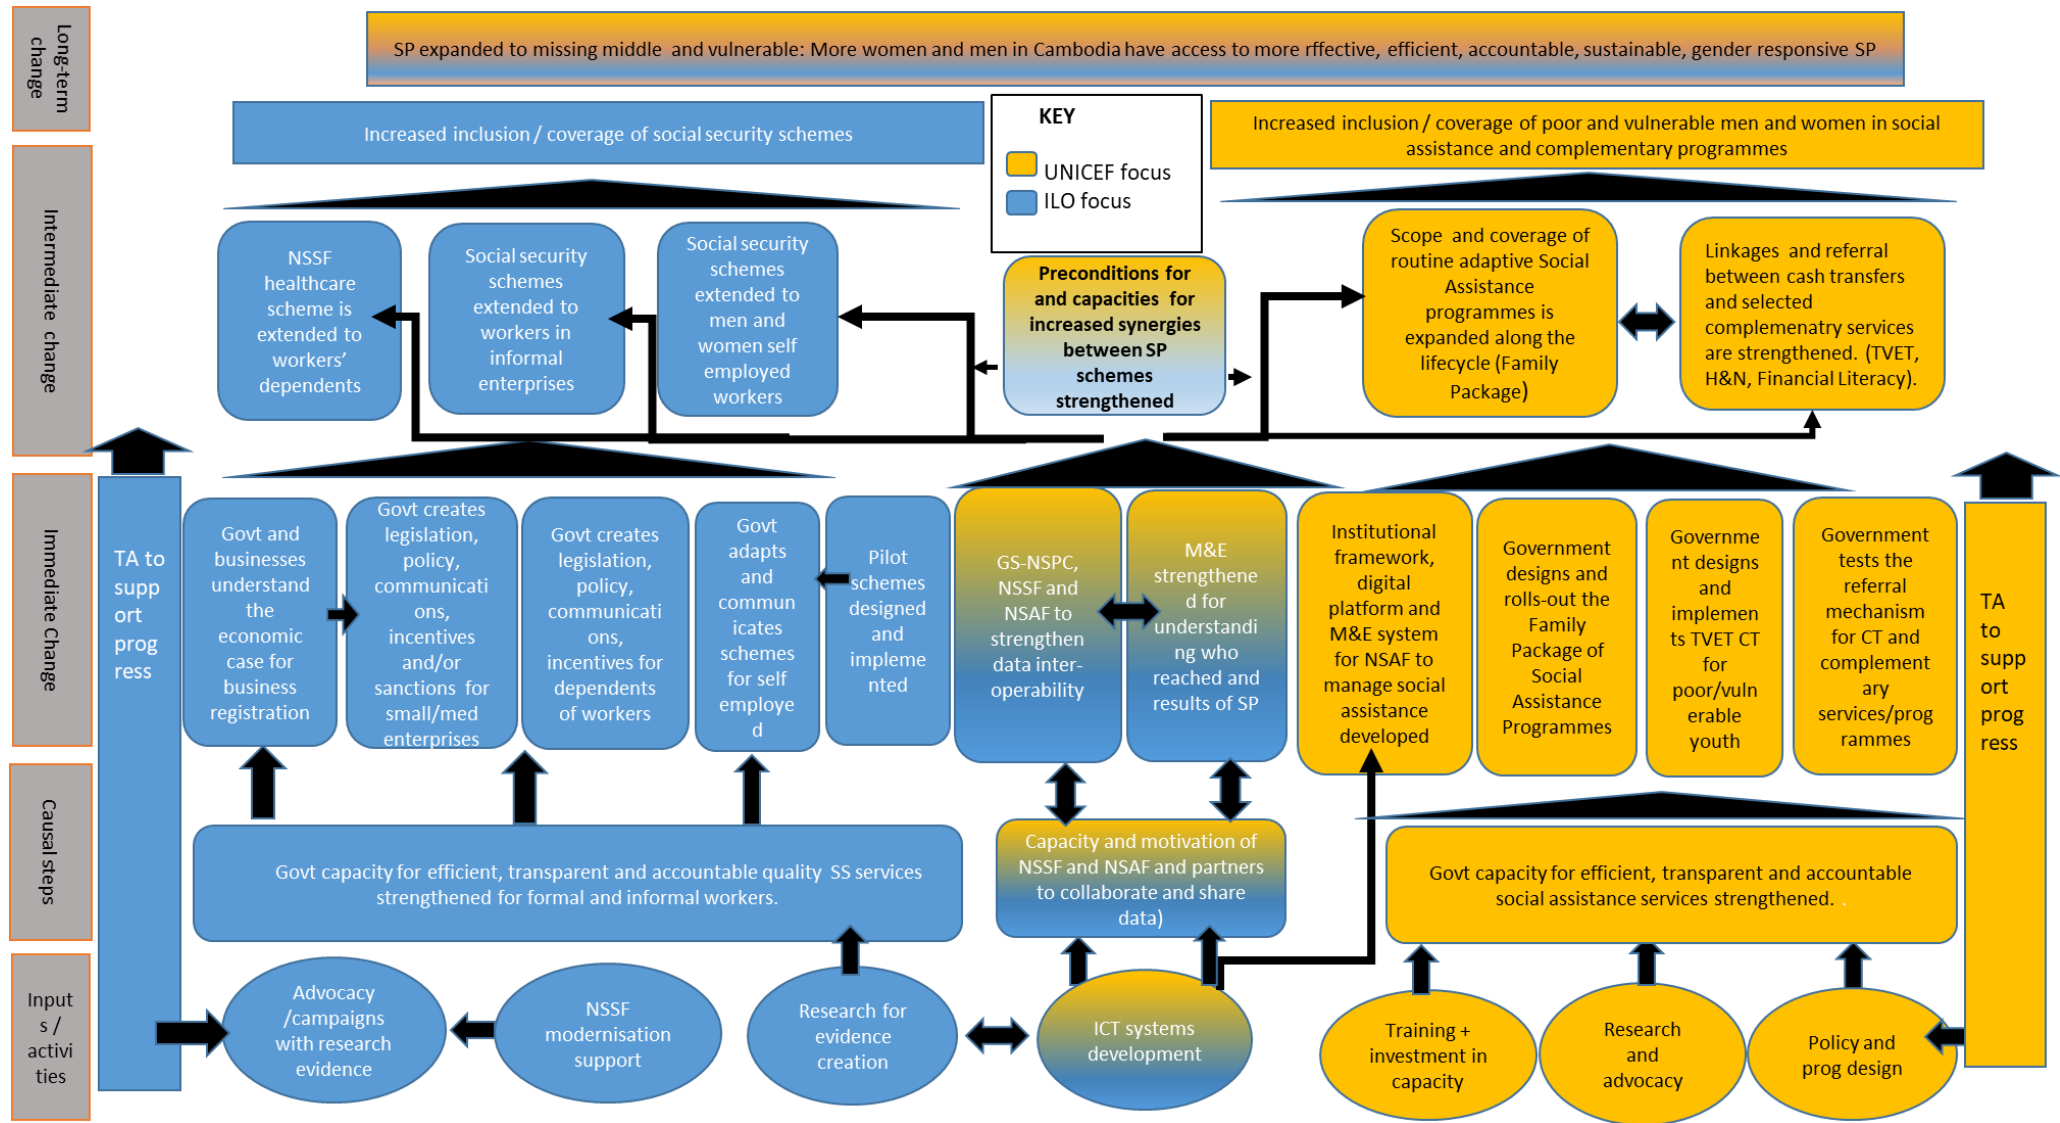 Long-term
change
SP expanded to missing middle and vulnerable: More women and men in Cambodia have access to more rffective, efficient, accountable, sustainable, gender responsive SP
Increased inclusion / coverage of social security schemes
KEY
UNICEF focus
ILO focus
Increased inclusion / coverage of poor and vulnerable men and women in social
assistance and complementary programmes
Intermediate change
NSSF
healthcare
scheme is
extended to
workers'
dependents
Social security
schemes
extended to
workers in
informal
enterprises
Social security
schemes
extended to
men and
women self
employed
workers
Preconditions for
and capacities for
increased synergies
between SP
schemes
strengthened
Scope and coverage of
routine adaptive Social
Assistance
programmes is
expanded along the
lifecycle (Family
Package)
Linkages and referral
between cash transfers
and selected
complemenatry services
are strengthened. (TVET,
H&N, Financial Literacy).
Immediate Change
TA to
supp
ort
prog
ress
Govt and
businesses
understand
the
economic
case for
business
registration
Govt creates
legislation,
policy,
communicati
ons,
incentives
and/or
sanctions for
small/med
enterprises
Govt creates
legislation,
policy,
communicati
ons,
incentives for
dependents
of workers
Govt
adapts
and
commun
icates
schemes
for self
employe
d
Pilot
schemes
designed
and
impleme
nted
GS-NSPC,
NSSF and
NSAF to
strengthen
data inter-
operability
M&E
strengthene
d for
understandi
ng who
reached and
results of SP
Institutional
framework,
digital
platform and
M&E system
for NSAF to
manage social
assistance
developed
Government
designs and
rolls-out the
Family
Package of
Social
Assistance
Programmes
Governme
nt designs
and
implemen
ts TVET CT
for
poor/vuln
erable
youth
Government
tests the
referral
mechanism
for CT and
complement
ary
services/prog
rammes
TA
to
supp
ort
prog
ress
Causal steps
Govt capacity for efficient, transparent and accountable quality SS services
strengthened for formal and informal workers.
Capacity and motivation of
NSSF and NSAF and partners
to collaborate and share
data)
Govt capacity for efficient, transparent and accountable
social assistance services strengthened. .
Input
s /
activi
ties
Advocacy
/campaigns
with research
evidence
NSSF
modernisation
support
Research for
evidence
creation
ICT systems
development
Training +
investment in
capacity
Research
and
advocacy
Policy and
prog design